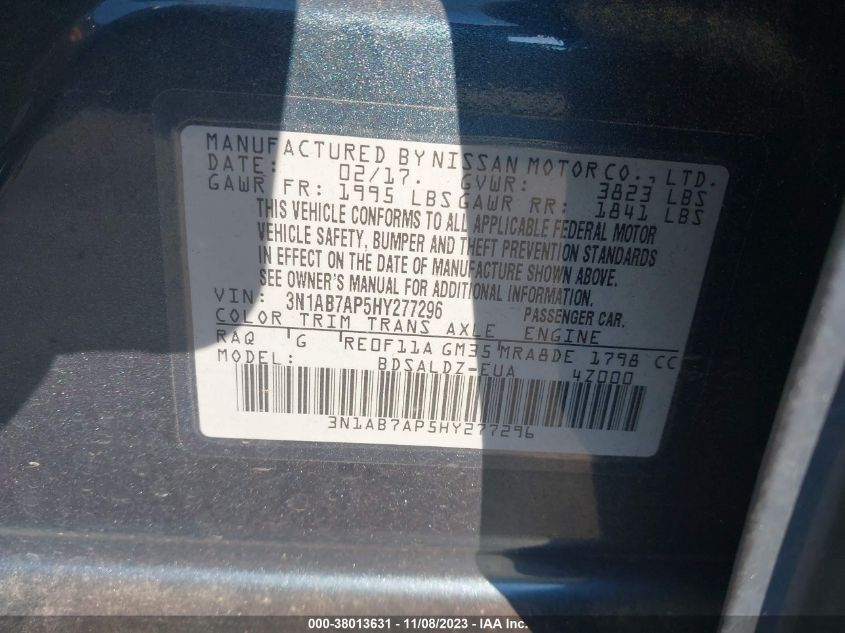 MANUFACTURED BY NISSAN MOTOR CO., LTD.
DATE: 02/17. GVWR: 3823 LBS
GAWR FR: 1995 LBS GAWR RR: 1841 LBS
THIS VEHICLE CONFORMS TO ALL APPLICABLE FEDERAL MOTOR
VEHICLE SAFETY, BUMPER AND THEFT PREVENTION STANDARDS
IN EFFECT ON THE DATE OF MANUFACTURE SHOWN ABOVE.
SEE OWNER'S MANUAL FOR ADDITIONAL INFORMATION.
VIN: 3N1AB7AP5HY277296 PASSENGER CAR.
COLOR TRIM TRANS AXLE ENGINE
RAQ G RE0F11A GM35 MRA8DE 1798 CC
MODEL: BDSALDZ-EUA 4Z000
3N1AB7AP5HY277296
000-38013631 - 11/08/2023 - IAA Inc.